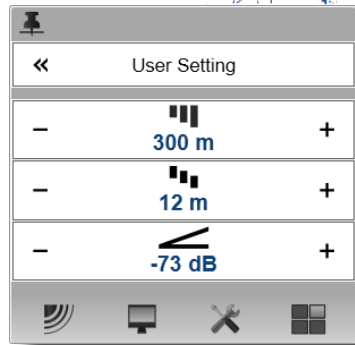 « User Setting
– 300 m +
– 12 m +
– -73 dB +